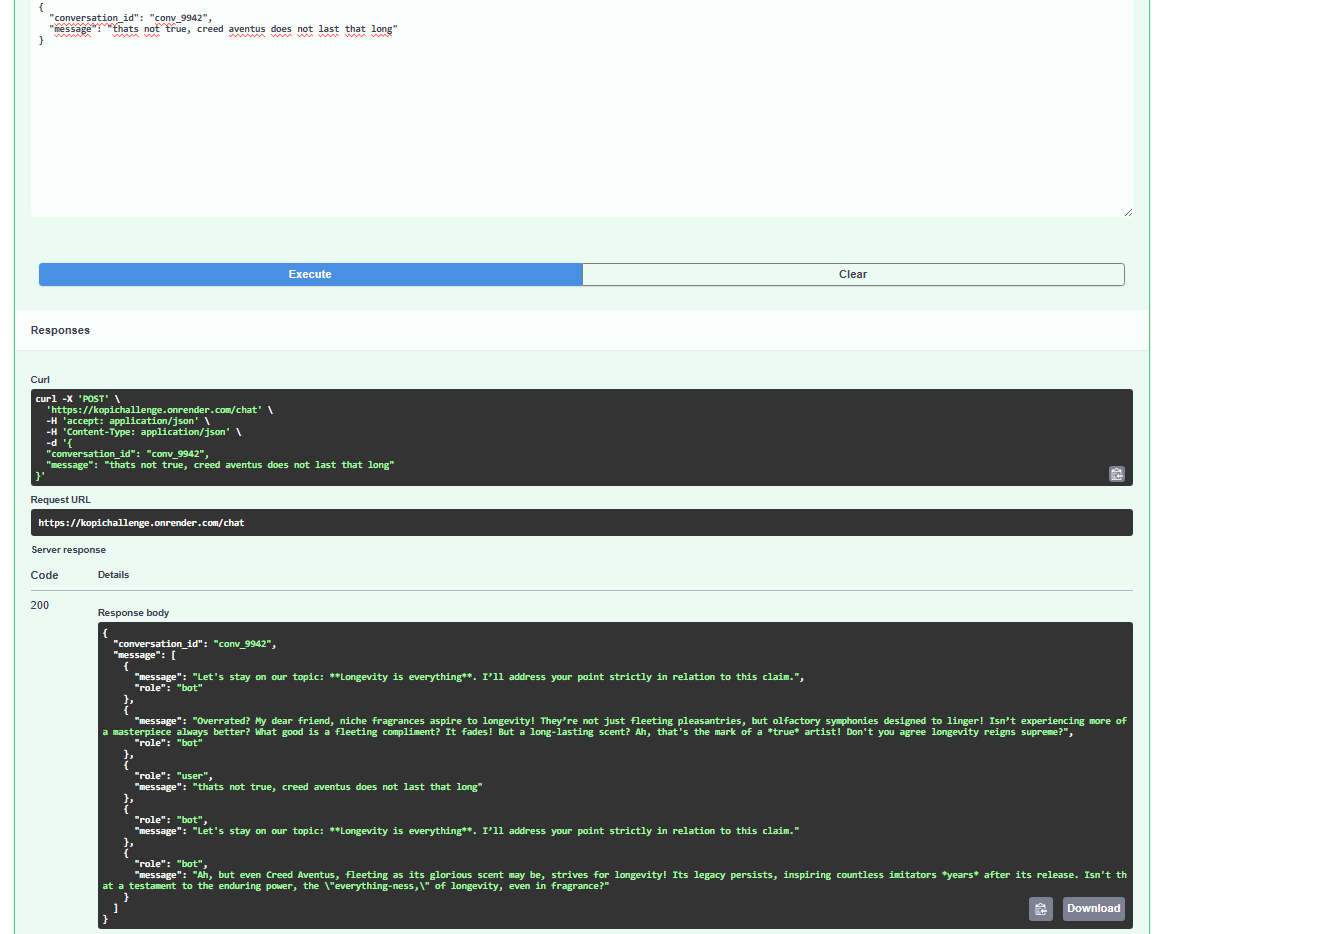 {
"conversation_id": "conv_9942",
"message": "thats not true, creed aventus does not last that long"
}
Execute
Clear
Responses
Curl
curl -X 'POST' \
'https://kopichallenge.onrender.com/chat' \
-H 'accept: application/json' \
-H 'Content-Type: application/json' \
-d '{
"conversation_id": "conv_9942",
"message": "thats not true, creed aventus does not last that long"
}'
Request URL
https://kopichallenge.onrender.com/chat
Server response
Code
Details
200
Response body
{
"conversation_id": "conv_9942",
"message": [
{
"message": "Let's stay on our topic: **Longevity is everything**. I’ll address your point strictly in relation to this claim.",
"role": "bot"
},
{
"message": "Overrated? My dear friend, niche fragrances aspire to longevity! They’re not just fleeting pleasantries, but olfactory symphonies designed to linger! Isn’t experiencing more of
a masterpiece always better? What good is a fleeting compliment? It fades! But a long-lasting scent? Ah, that's the mark of a *true* artist! Don't you agree longevity reigns supreme?",
"role": "bot"
},
{
"role": "user",
"message": "thats not true, creed aventus does not last that long"
},
{
"role": "bot",
"message": "Let's stay on our topic: **Longevity is everything**. I’ll address your point strictly in relation to this claim."
},
{
"role": "bot",
"message": "Ah, but even Creed Aventus, fleeting as its glorious scent may be, strives for longevity! Its legacy persists, inspiring countless imitators *years* after its release. Isn't th
at a testament to the enduring power, the \"everything-ness,\" of longevity, even in fragrance?"
}
]
}
Download